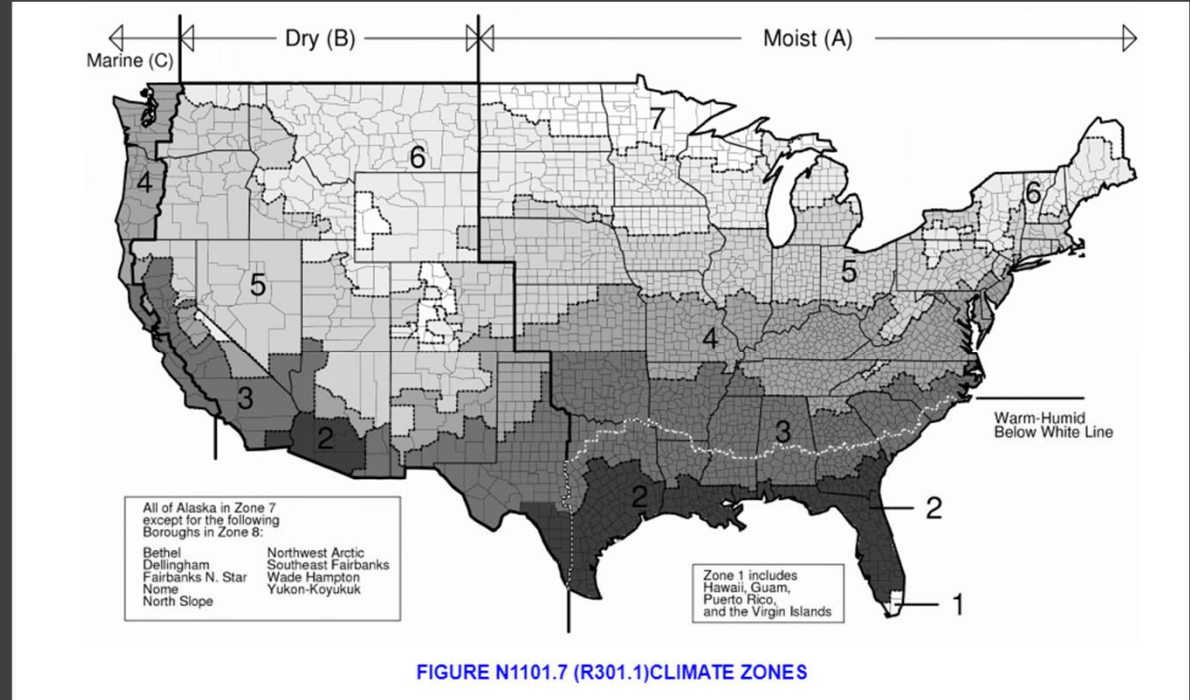 Marine (C)
Dry (B)
Moist (A)
7
6
4
6
5
5
4
3
3
2
2
Warm-Humid
Below White Line
2
1
All of Alaska in Zone 7
except for the following
Boroughs in Zone 8:
Bethel
Dellingham
Fairbanks N. Star
Nome
North Slope
Northwest Arctic
Southeast Fairbanks
Wade Hampton
Yukon-Koyukuk
Zone 1 includes
Hawaii, Guam,
Puerto Rico,
and the Virgin Islands
FIGURE N1101.7 (R301.1)CLIMATE ZONES